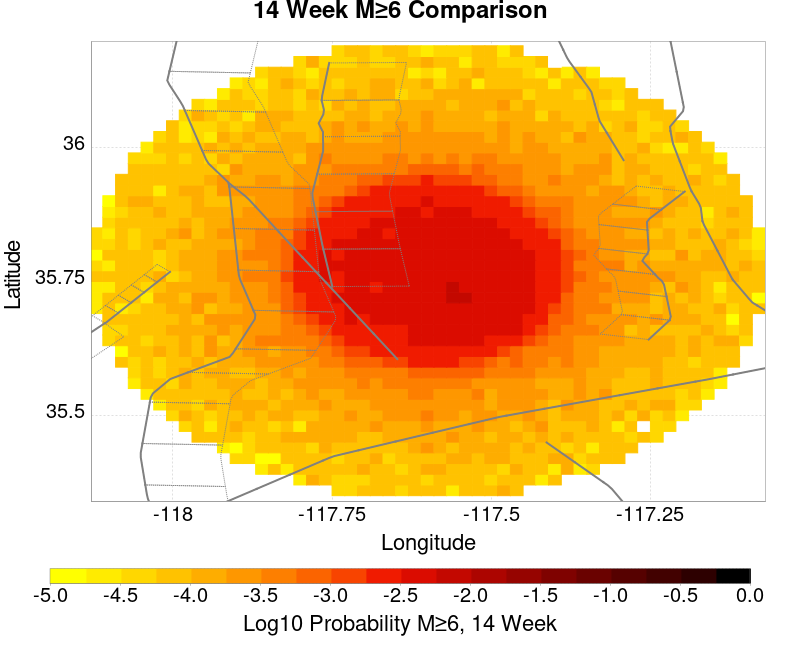 14 Week M≥6 Comparison
36
35.75
35.5
Latitude
-118 -117.75 -117.5 -117.25
Longitude
-5.0 -4.5 -4.0 -3.5 -3.0 -2.5 -2.0 -1.5 -1.0 -0.5 0.0
Log10 Probability M≥6, 14 Week